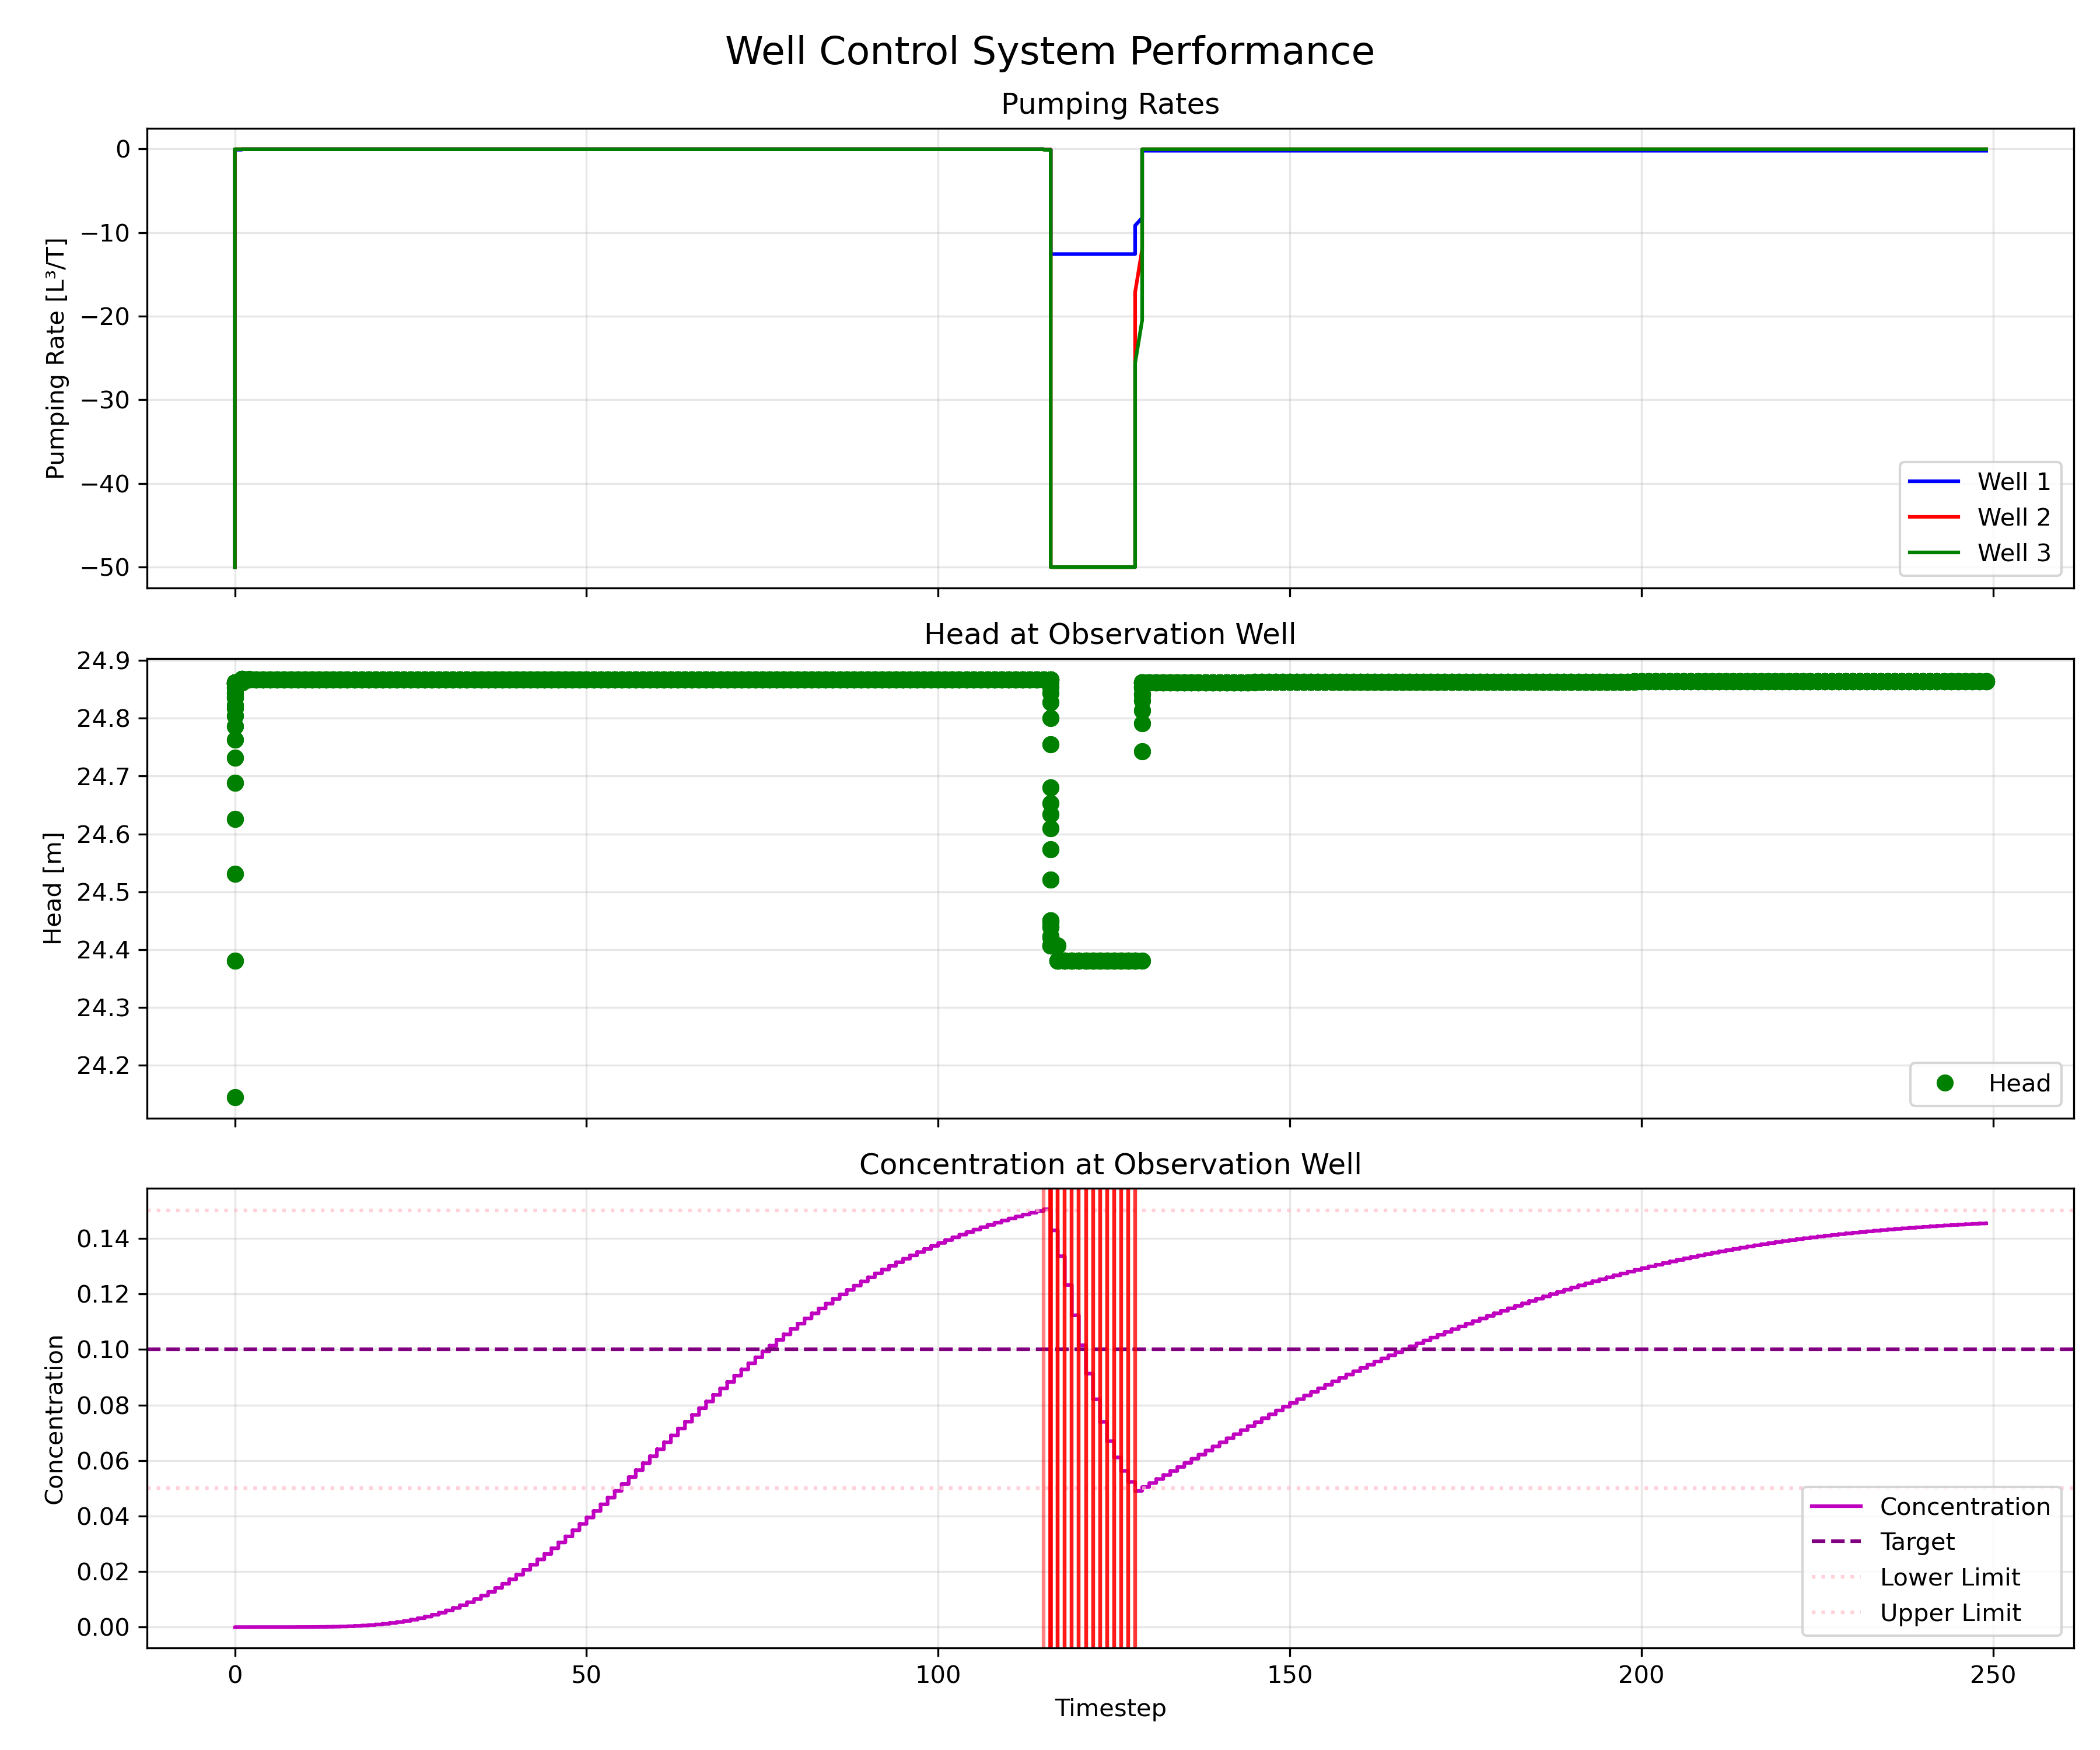 Well Control System Performance
Pumping Rates
Pumping Rate [L³/T]
0
−10
−20
−30
−40
−50
Well 1
Well 2
Well 3
Head at Observation Well
Head [m]
24.9
24.8
24.7
24.6
24.5
24.4
24.3
24.2
Head
Concentration at Observation Well
Concentration
0.14
0.12
0.10
0.08
0.06
0.04
0.02
0.00
Concentration
Target
Lower Limit
Upper Limit
0 50 100 150 200 250
Timestep